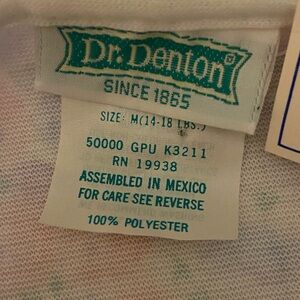 Dr. Denton®
SINCE 1865
SIZE: M(14-18 LBS.)
50000 GPU K3211
RN 19938
ASSEMBLED IN MEXICO
FOR CARE SEE REVERSE
100% POLYESTER